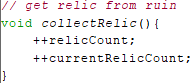 // get relic from ruin
void collectRelic(){
++relicCount;
++currentRelicCount;
}